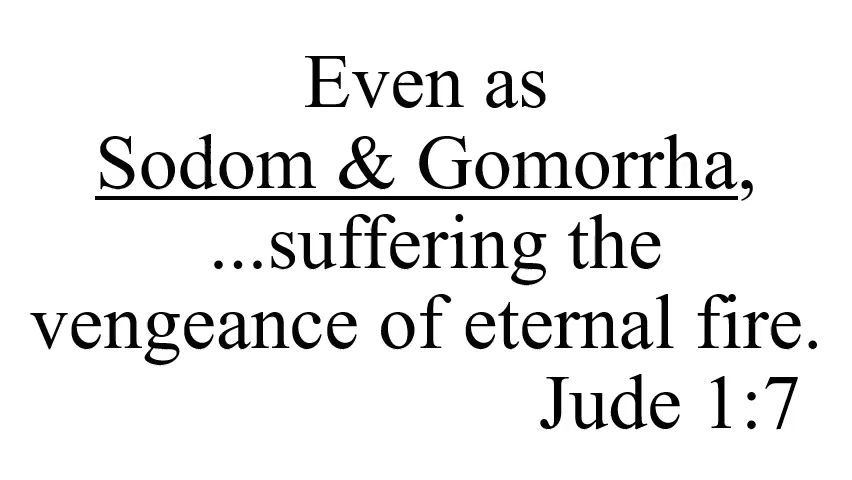 Even as
Sodom & Gomorrha,
...suffering the
vengeance of eternal fire.
Jude 1:7